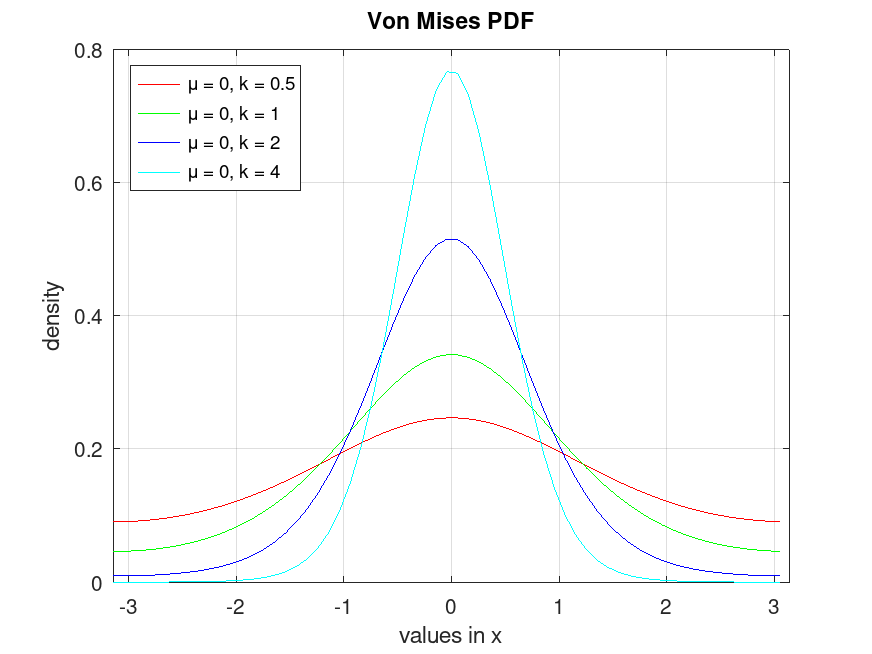 Von Mises PDF
0.8
0.6
0.4
0.2
0
µ = 0, k = 0.5
µ = 0, k = 1
µ = 0, k = 2
µ = 0, k = 4
density
-3 -2 -1 0 1 2 3
values in x